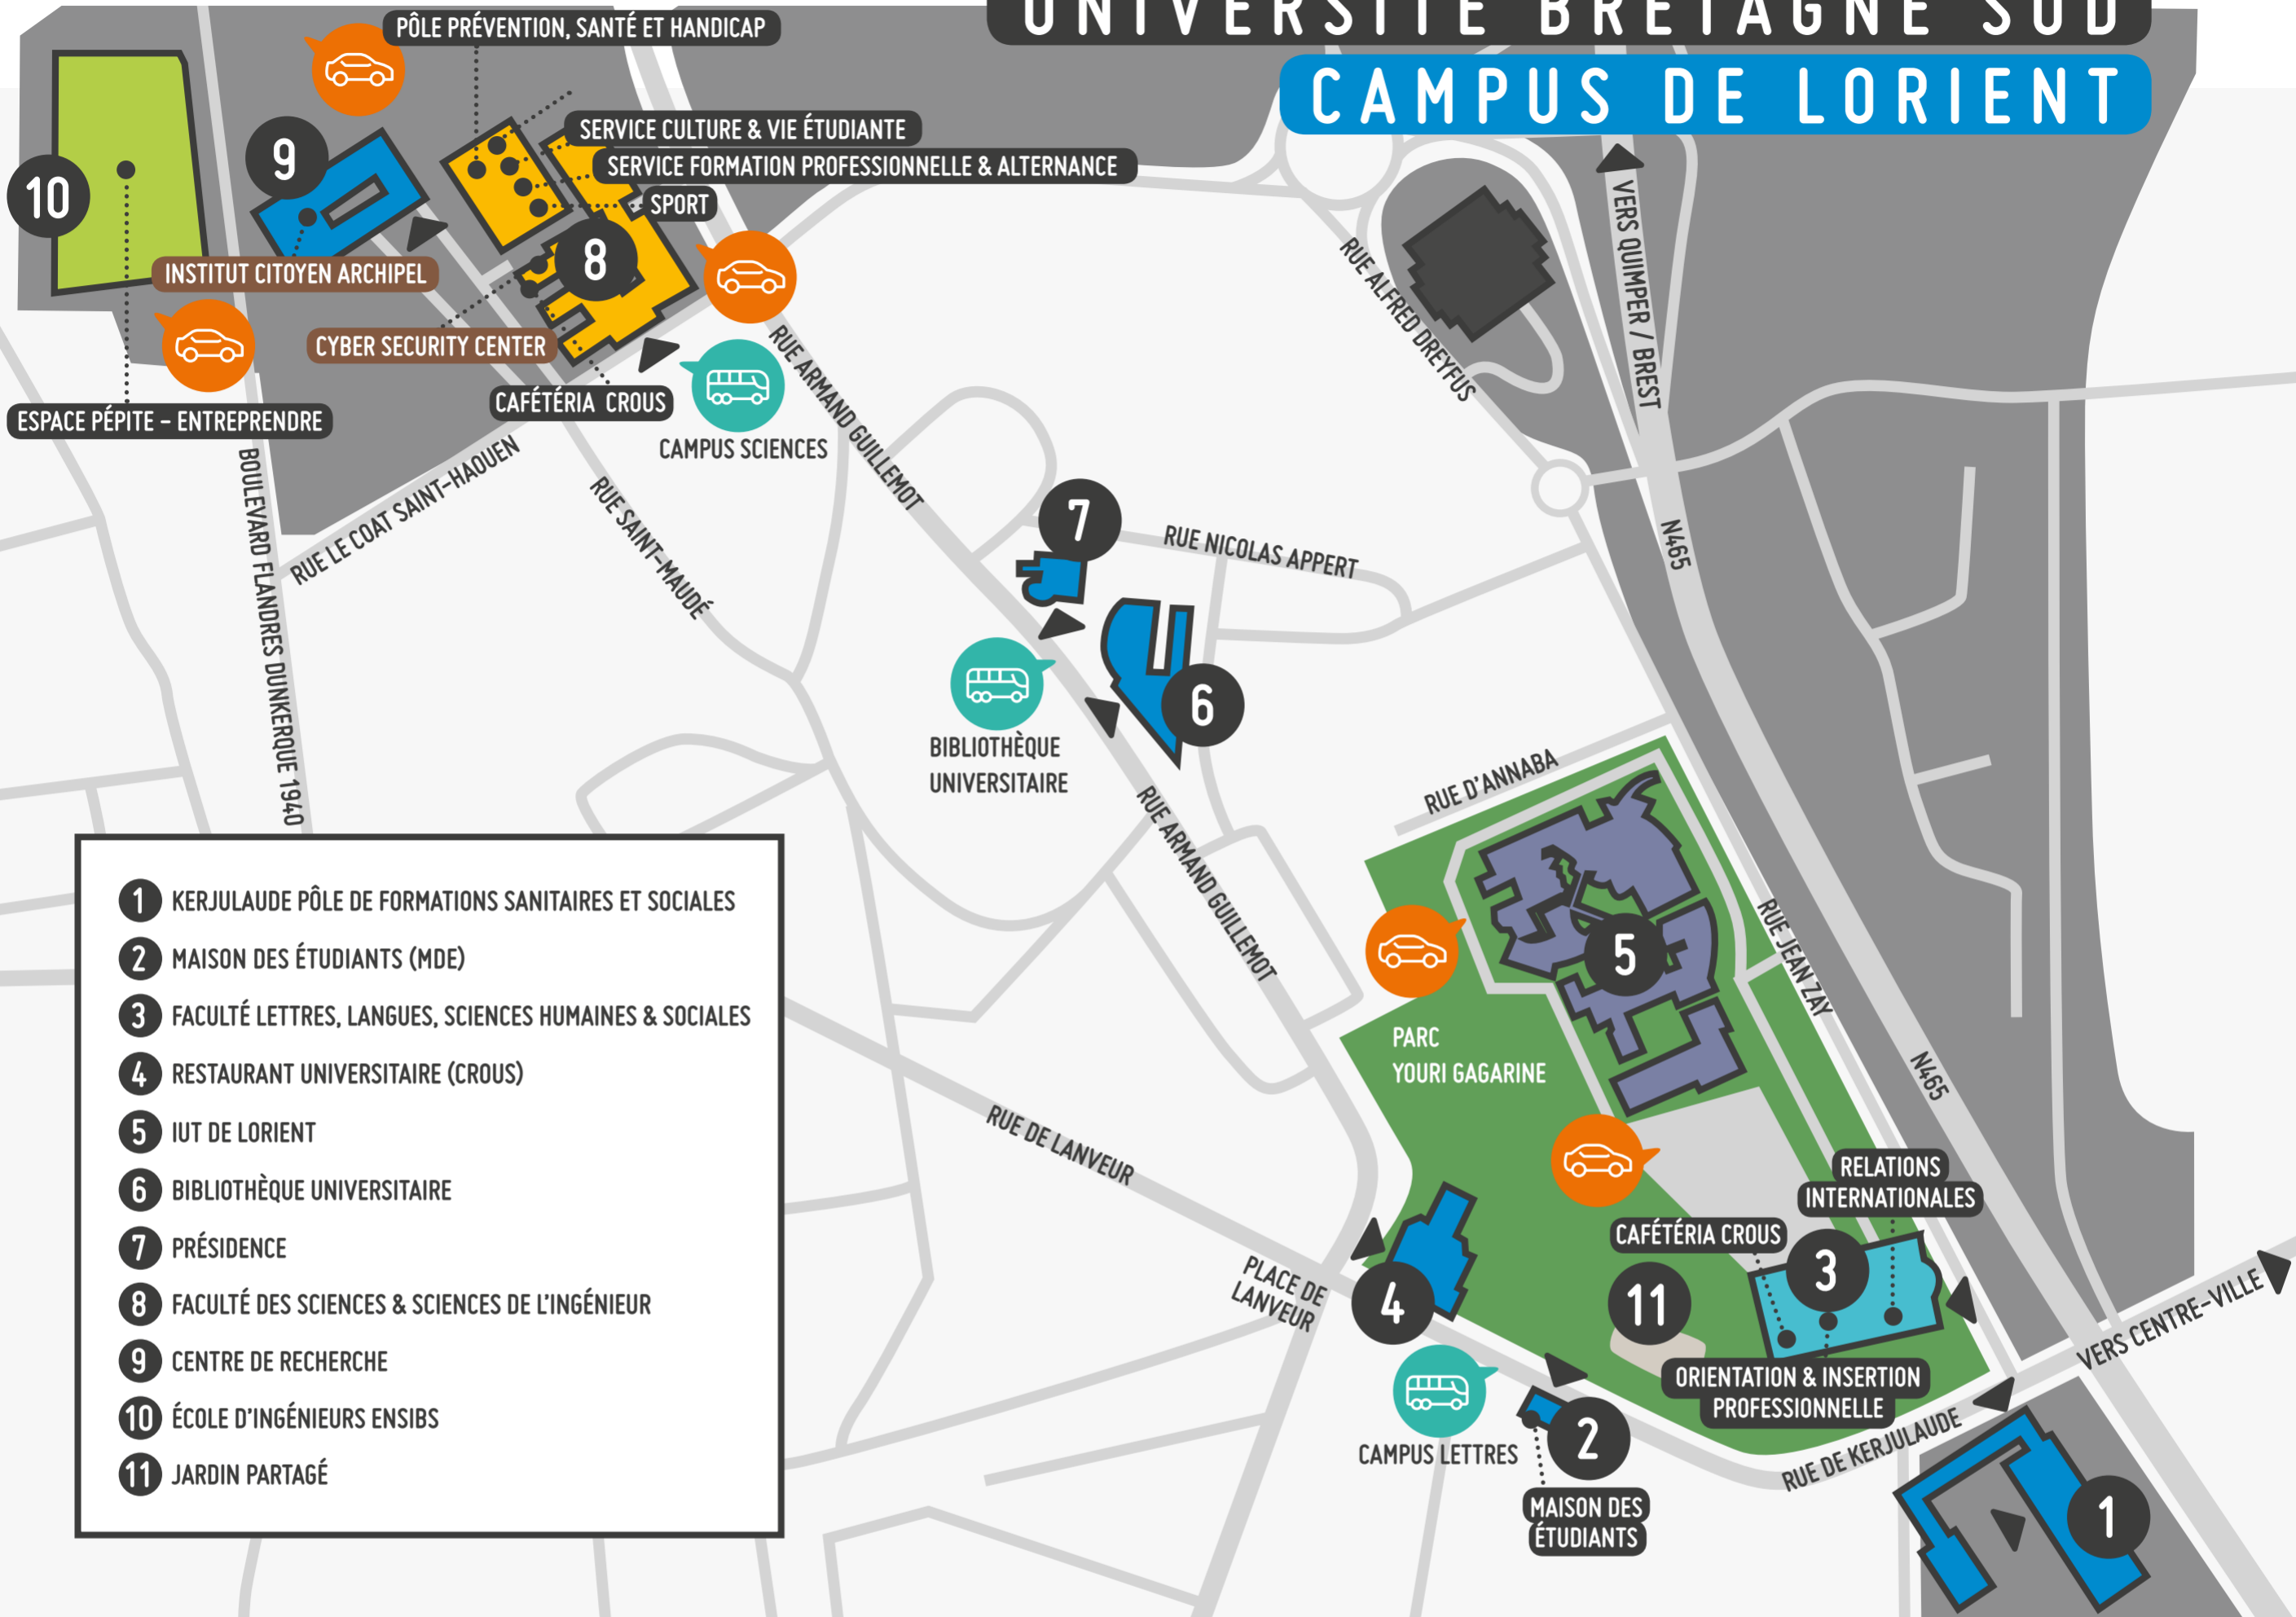 UNIVERSITÉ BRETAGNE SUD
CAMPUS DE LORIENT
PÔLE PRÉVENTION, SANTÉ ET HANDICAP
SERVICE CULTURE & VIE ÉTUDIANTE
SERVICE FORMATION PROFESSIONNELLE & ALTERNANCE
SPORT
9
10
8
INSTITUT CITOYEN ARCHIPEL
CYBER SECURITY CENTER
CAFÉTÉRIA CROUS
ESPACE PÉPITE - ENTREPRENDRE
CAMPUS SCIENCES
BOULEVARD FLANDRES DUNKERQUE 1940
RUE LE COAT SAINT-HAOUEN
RUE SAINT-MAUDÉ
RUE ARMAND GUILLEMOT
RUE ALFRED DREYFUS
VERS QUIMPER / BREST
N465
7
RUE NICOLAS APPERT
6
BIBLIOTHÈQUE
UNIVERSITAIRE
RUE ARMAND GUILLEMOT
RUE D'ANNABA
5
RUE JEAN ZAY
N465
PARC
YOURI GAGARINE
RUE DE LANVEUR
PLACE DE
LANVEUR
RELATIONS
INTERNATIONALES
CAFÉTÉRIA CROUS
3
4
11
ORIENTATION & INSERTION
PROFESSIONNELLE
VERS CENTRE-VILLE
RUE DE KERJULAUDE
CAMPUS LETTRES
2
MAISON DES
ÉTUDIANTS
1
1 KERJULAUDE PÔLE DE FORMATIONS SANITAIRES ET SOCIALES
2 MAISON DES ÉTUDIANTS (MDE)
3 FACULTÉ LETTRES, LANGUES, SCIENCES HUMAINES & SOCIALES
4 RESTAURANT UNIVERSITAIRE (CROUS)
5 IUT DE LORIENT
6 BIBLIOTHÈQUE UNIVERSITAIRE
7 PRÉSIDENCE
8 FACULTÉ DES SCIENCES & SCIENCES DE L'INGÉNIEUR
9 CENTRE DE RECHERCHE
10 ÉCOLE D'INGÉNIEURS ENSIBS
11 JARDIN PARTAGÉ